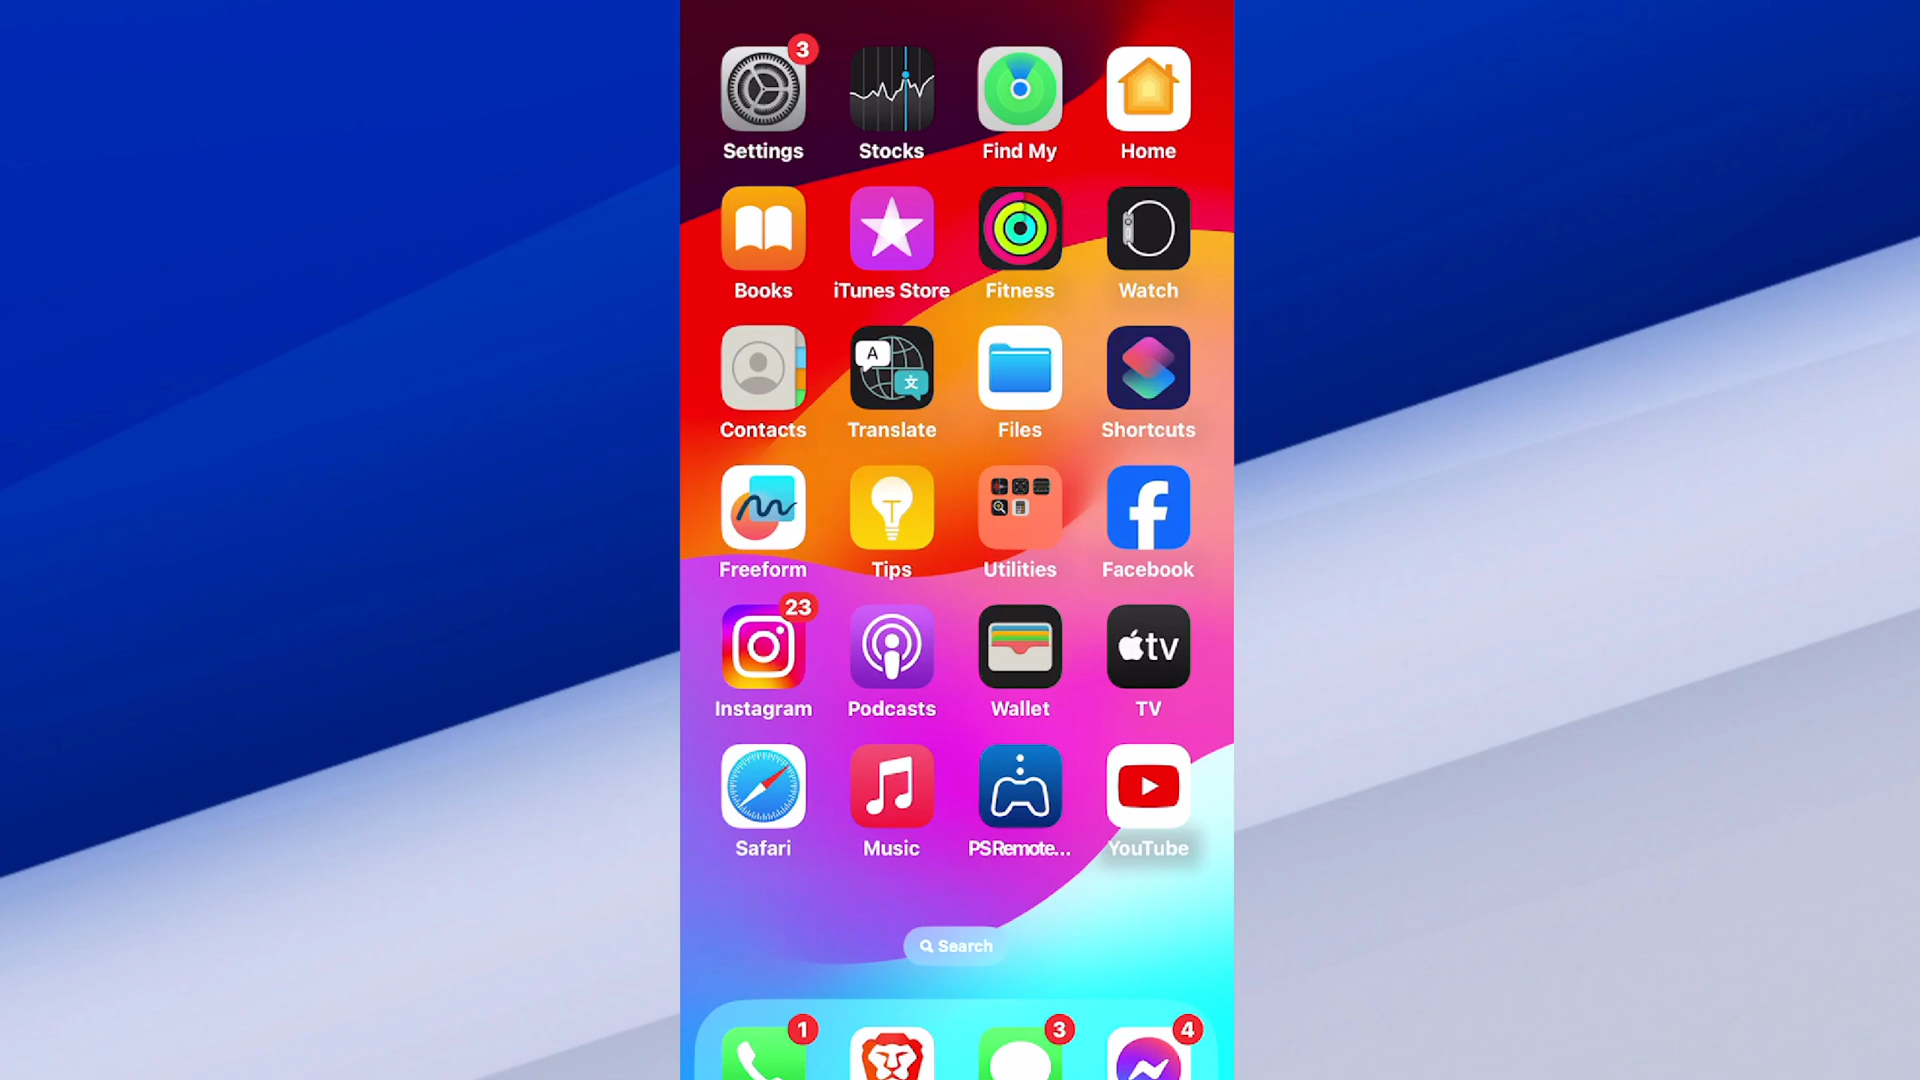 3
Settings
Stocks
Find My
Home
Books
iTunes Store
Fitness
Watch
A
文
Contacts
Translate
Files
Shortcuts
Freeform
Tips
Utilities
Facebook
23
tv
Instagram
Podcasts
Wallet
TV
Safari
Music
PSRemote...
YouTube
Search
1
3
4